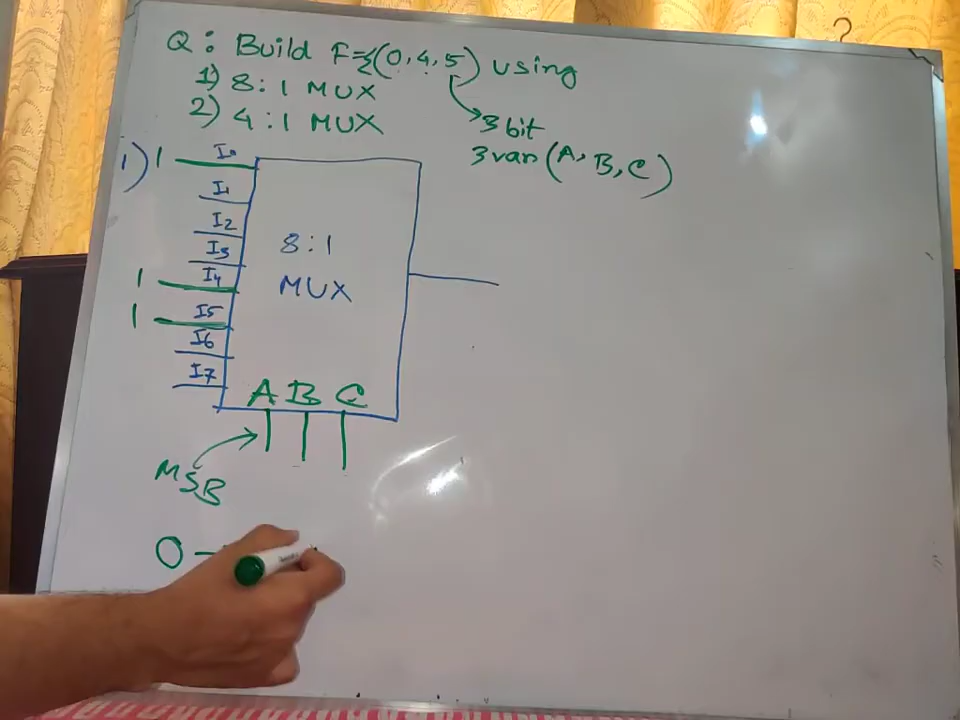 Q: Build F=Σ(0,4,5) using
1) 8:1 MUX
2) 4:1 MUX
3 bit
3 var (A, B, C)
1)
1 I0
I1
I2
I3
1 I4
1 I5
I6
I7
8:1
MUX
A B C
MSB
0 -